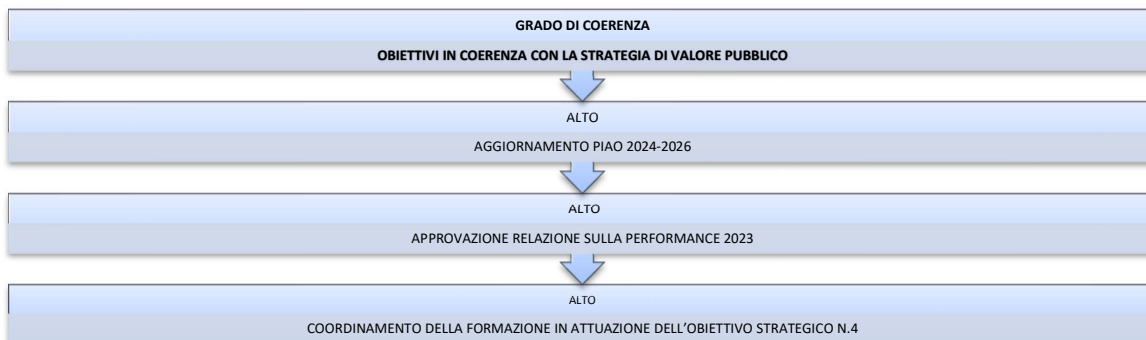 GRADO DI COERENZA
OBIETTIVI IN COERENZA CON LA STRATEGIA DI VALORE PUBBLICO
ALTO
AGGIORNAMENTO PIAO 2024-2026
ALTO
APPROVAZIONE RELAZIONE SULLA PERFORMANCE 2023
ALTO
COORDINAMENTO DELLA FORMAZIONE IN ATTUAZIONE DELL’OBIETTIVO STRATEGICO N.4